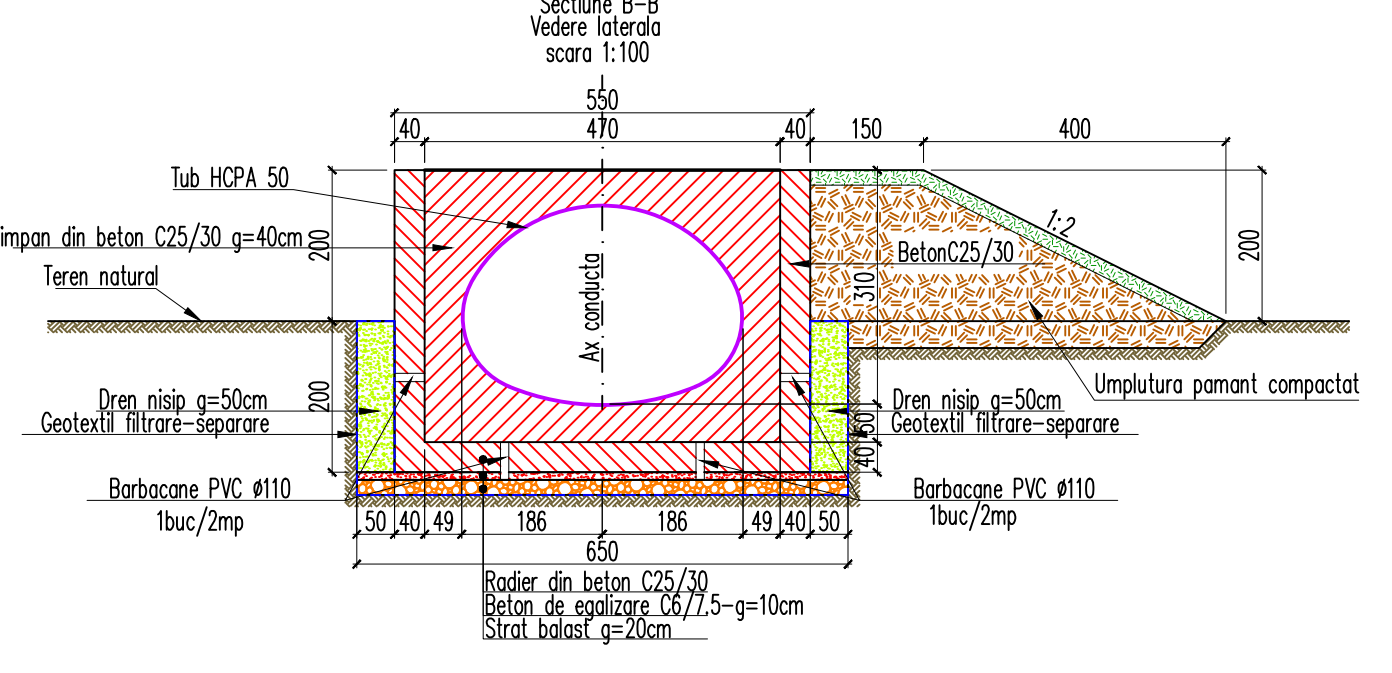 Sectiune B-B
Vedere laterala
scara 1:100
550
40 470 40 150 400
Tub HCPA 50
impan din beton C25/30 g=40cm
Teren natural
200
200
Ax conducta
BetonC25/30
310
1:2
200
Umplutura pamant compactat
Dren nisip g=50cm
Geotextil filtrare-separare
Dren nisip g=50cm
Geotextil filtrare-separare
50
40
Barbacane PVC ø110
1buc/2mp
Barbacane PVC ø110
1buc/2mp
50 40 49 186 186 49 40 50
650
Radier din beton C25/30
Beton de egalizare C6/7.5-g=10cm
Strat balast g=20cm